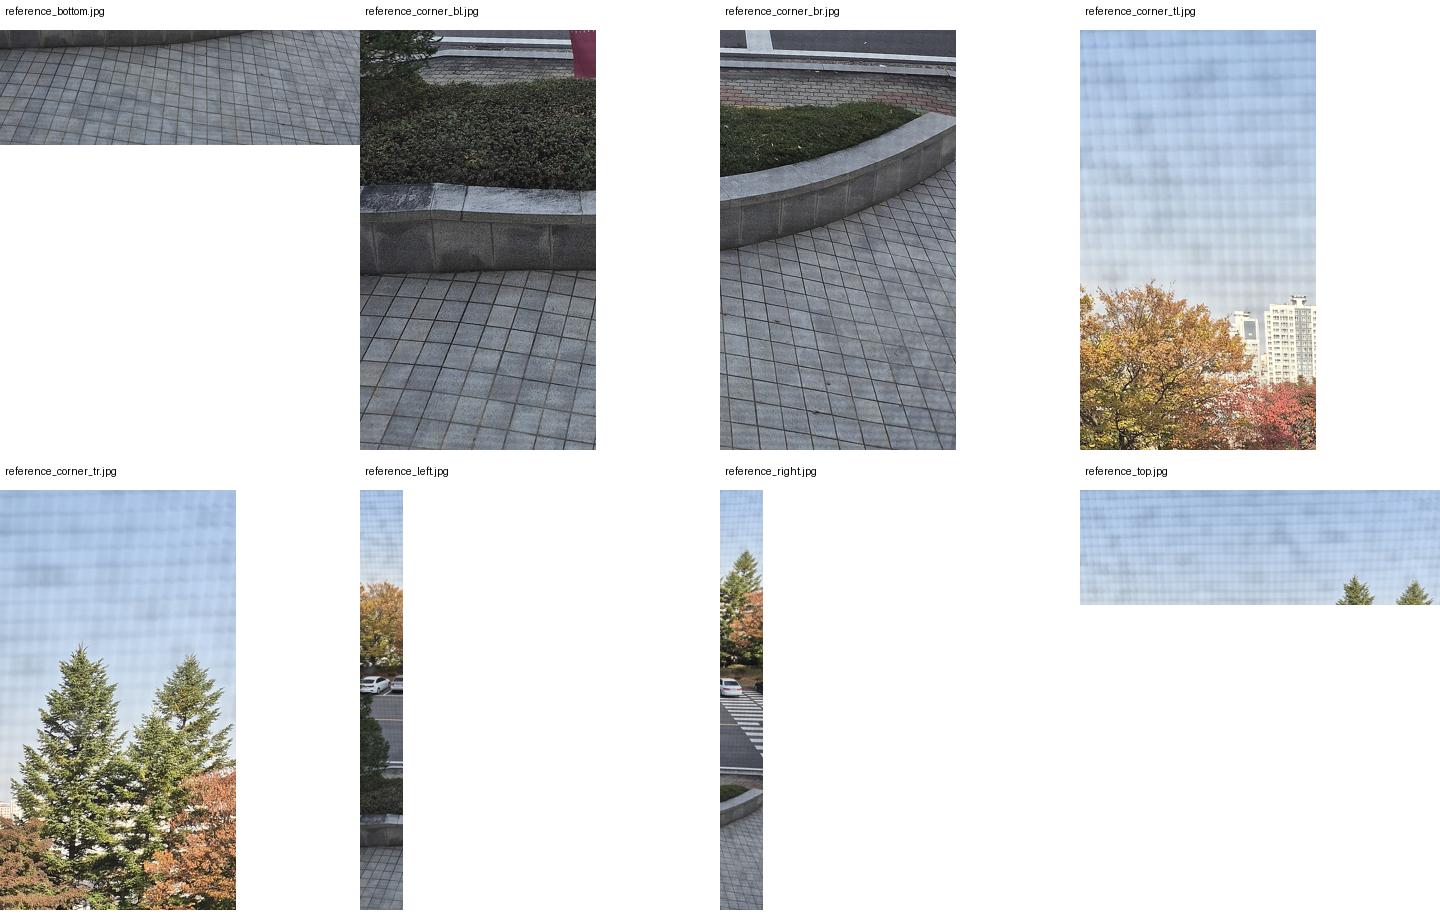 reference_bottom.jpg
reference_corner_bl.jpg
reference_corner_br.jpg
reference_corner_tl.jpg
reference_corner_tr.jpg
reference_left.jpg
reference_right.jpg
reference_top.jpg